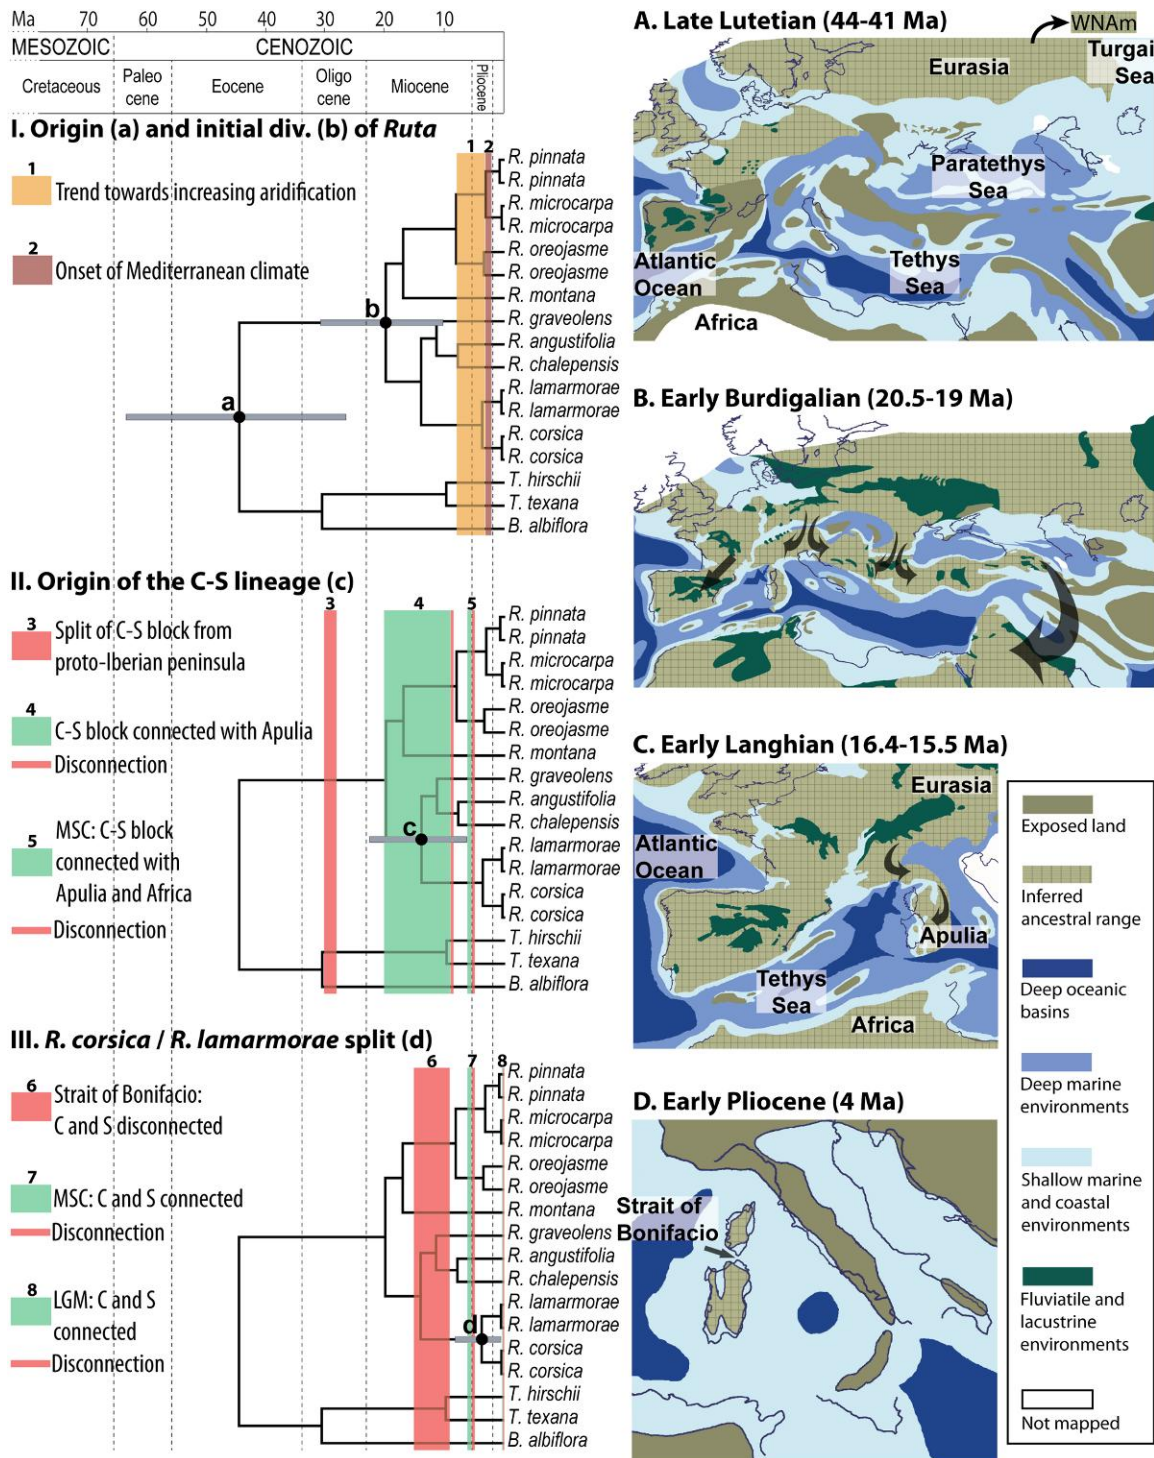 Ma 70 60 50 40 30 20 10
MESOZOIC CENOZOIC
Cretaceous Paleo cene Eocene Oligo cene Miocene Pliocene
I. Origin (a) and initial div. (b) of Ruta
1 2
1
Trend towards increasing aridification
2
Onset of Mediterranean climate
a
b
R. pinnata
R. pinnata
R. microcarpa
R. microcarpa
R. oreojasme
R. oreojasme
R. montana
R. graveolens
R. angustifolia
R. chalepensis
R. lamarmorae
R. lamarmorae
R. corsica
R. corsica
T. hirschii
T. texana
B. albiflora
II. Origin of the C-S lineage (c)
3 4 5
3
Split of C-S block from
proto-Iberian peninsula
4
C-S block connected with Apulia
Disconnection
5
MSC: C-S block
connected with
Apulia and Africa
Disconnection
c
R. pinnata
R. pinnata
R. microcarpa
R. microcarpa
R. oreojasme
R. oreojasme
R. montana
R. graveolens
R. angustifolia
R. chalepensis
R. lamarmorae
R. lamarmorae
R. corsica
R. corsica
T. hirschii
T. texana
B. albiflora
III. R. corsica / R. lamarmorae split (d)
6 7 8
6
Strait of Bonifacio:
C and S disconnected
7
MSC: C and S connected
Disconnection
8
LGM: C and S
connected
Disconnection
d
R. pinnata
R. pinnata
R. microcarpa
R. microcarpa
R. oreojasme
R. oreojasme
R. montana
R. graveolens
R. angustifolia
R. chalepensis
R. lamarmorae
R. lamarmorae
R. corsica
R. corsica
T. hirschii
T. texana
B. albiflora
A. Late Lutetian (44-41 Ma)
WNAm
Eurasia
Turgai
Sea
Paratethys
Sea
Atlantic
Ocean
Tethys
Sea
Africa
B. Early Burdigalian (20.5-19 Ma)
C. Early Langhian (16.4-15.5 Ma)
Eurasia
Atlantic
Ocean
Apulia
Tethys
Sea
Africa
D. Early Pliocene (4 Ma)
Strait of
Bonifacio
Exposed land
Inferred
ancestral range
Deep oceanic
basins
Deep marine
environments
Shallow marine
and coastal
environments
Fluviatile and
lacustrine
environments
Not mapped